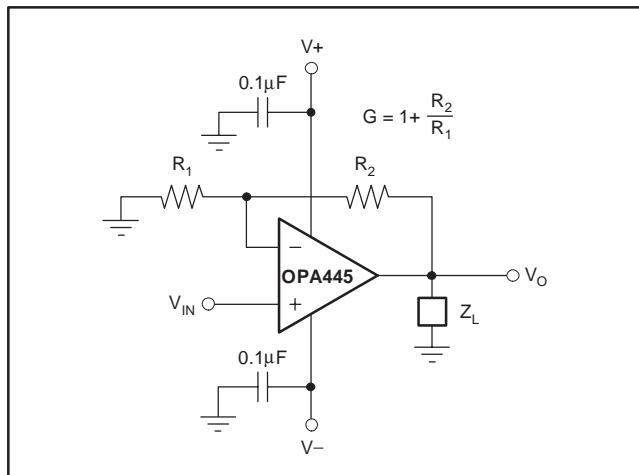 V+
0.1µF
G = 1 + R2/R1
R1
R2
−
OPA445
+
VIN
VO
ZL
0.1µF
V−